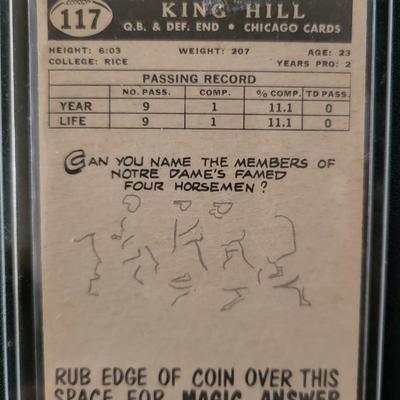 117
KING HILL
Q.B. & DEF. END • CHICAGO CARDS
HEIGHT: 6:03 WEIGHT: 207 AGE: 23
COLLEGE: RICE YEARS PRO: 2
PASSING RECORD
NO. PASS. COMP. % COMP. TD PASS.
YEAR 9 1 11.1 0
LIFE 9 1 11.1 0
CAN YOU NAME THE MEMBERS OF
NOTRE DAME'S FAMED
FOUR HORSEMEN?
RUB EDGE OF COIN OVER THIS
SPACE FOR MAGIC ANSWER